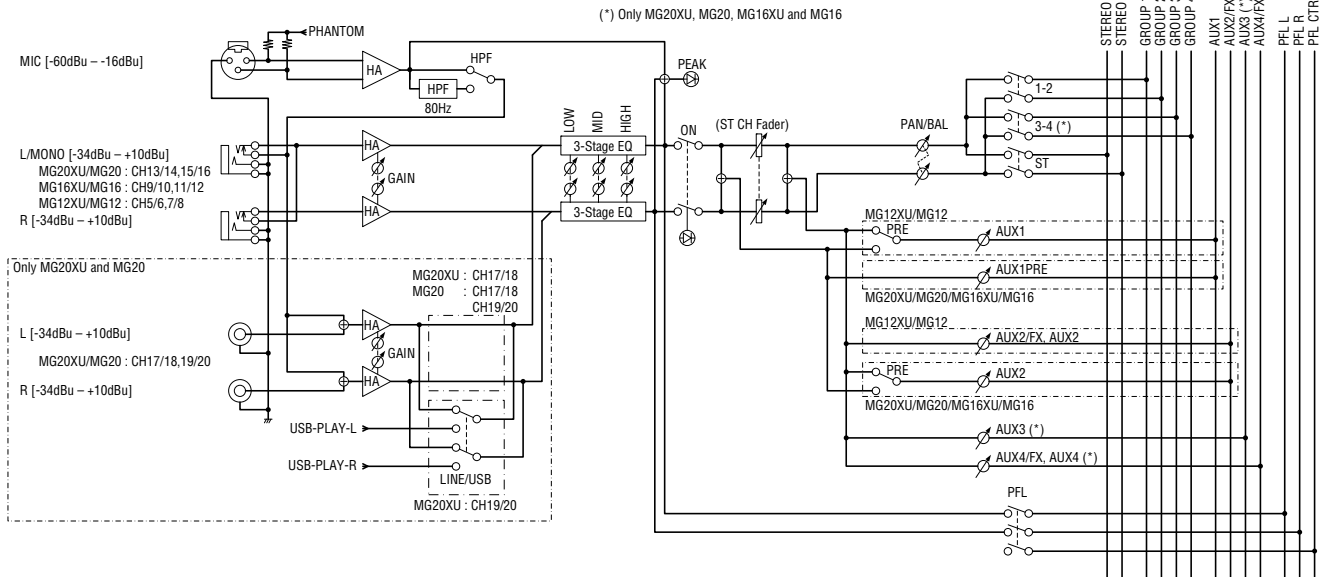 (*) Only MG20XU, MG20, MG16XU and MG16
STEREO
STEREO
GROUP
GROUP
GROUP
GROUP
AUX1
AUX2/FX
AUX3 (*)
AUX4/FX
PFL L
PFL R
PFL CTR
PHANTOM
MIC [-60dBu – -16dBu]
HA
HPF
HPF
80Hz
PEAK
L/MONO [-34dBu – +10dBu]
MG20XU/MG20 : CH13/14,15/16
MG16XU/MG16 : CH9/10,11/12
MG12XU/MG12 : CH5/6,7/8
R [-34dBu – +10dBu]
HA
GAIN
HA
LOW
MID
HIGH
3-Stage EQ
3-Stage EQ
ON
(ST CH Fader)
PAN/BAL
1-2
3-4 (*)
ST
MG12XU/MG12
PRE
AUX1
AUX1PRE
MG20XU/MG20/MG16XU/MG16
MG12XU/MG12
AUX2/FX, AUX2
PRE
AUX2
MG20XU/MG20/MG16XU/MG16
AUX3 (*)
AUX4/FX, AUX4 (*)
PFL
Only MG20XU and MG20
MG20XU : CH17/18
MG20 : CH17/18
CH19/20
L [-34dBu – +10dBu]
HA
GAIN
MG20XU/MG20 : CH17/18,19/20
R [-34dBu – +10dBu]
HA
USB-PLAY-L
USB-PLAY-R
LINE/USB
MG20XU : CH19/20